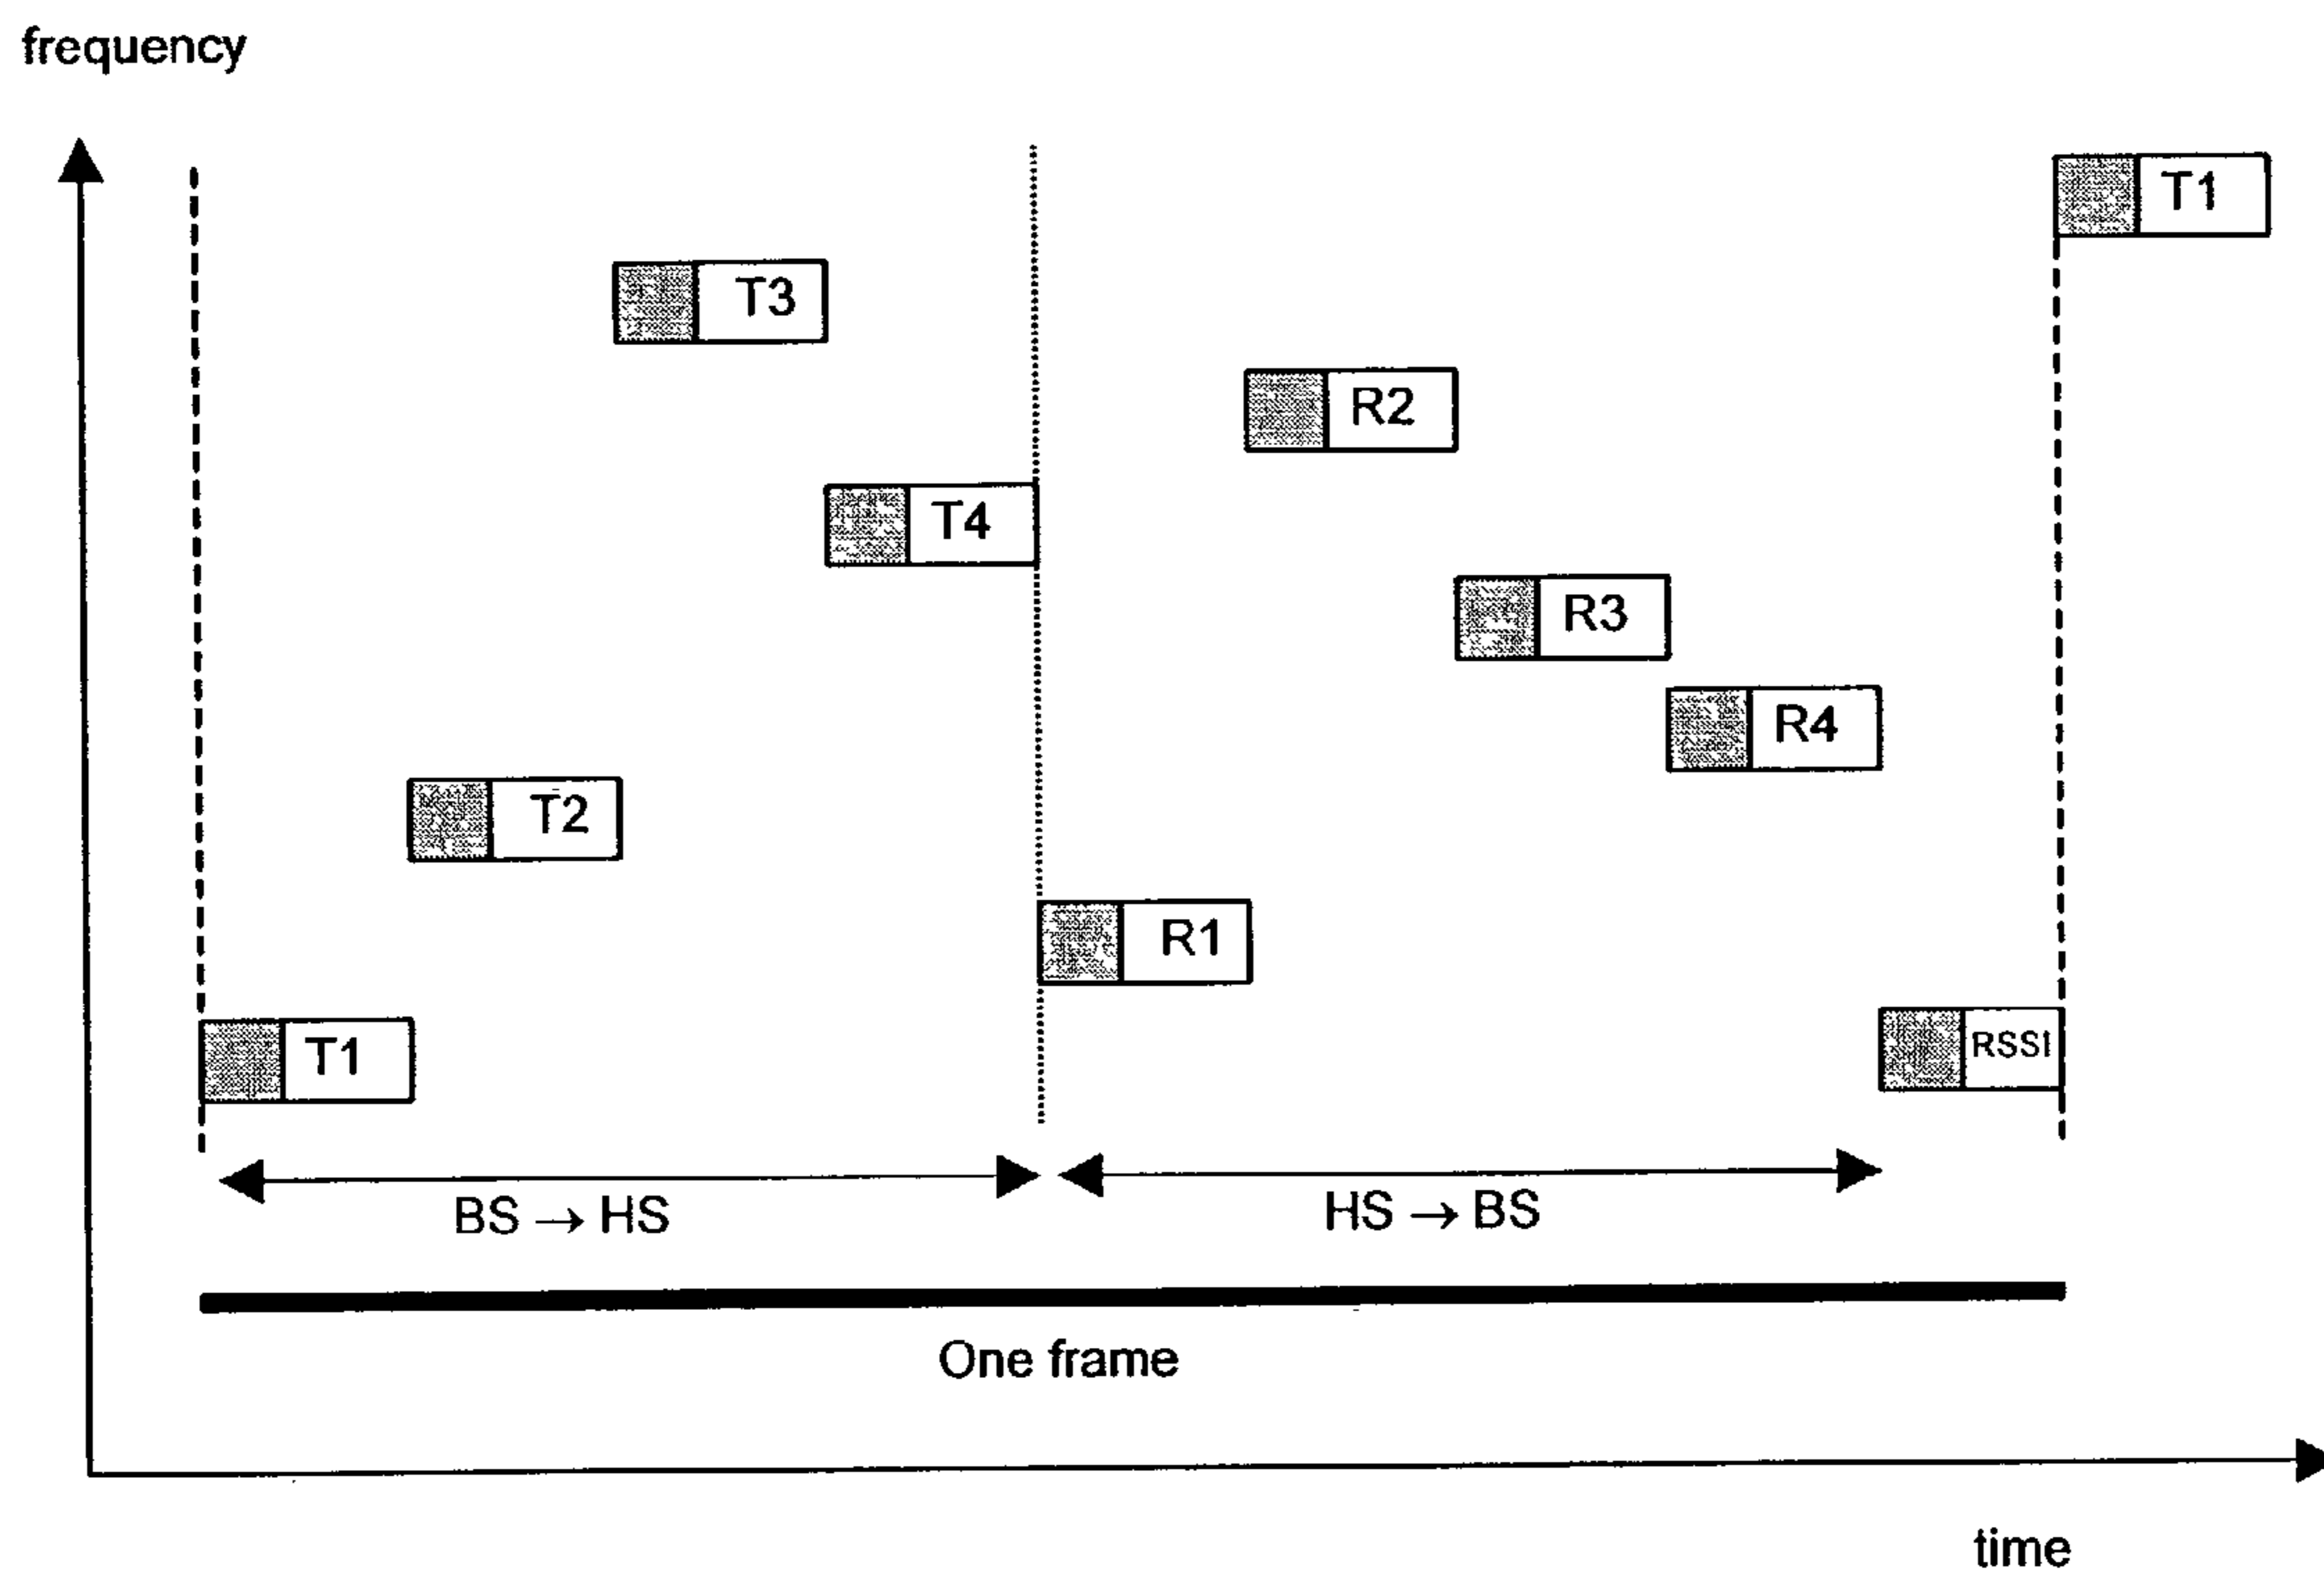 frequency
T1
T3
R2
T4
R3
R4
T2
R1
T1
RSSI
BS → HS
HS → BS
One frame
time